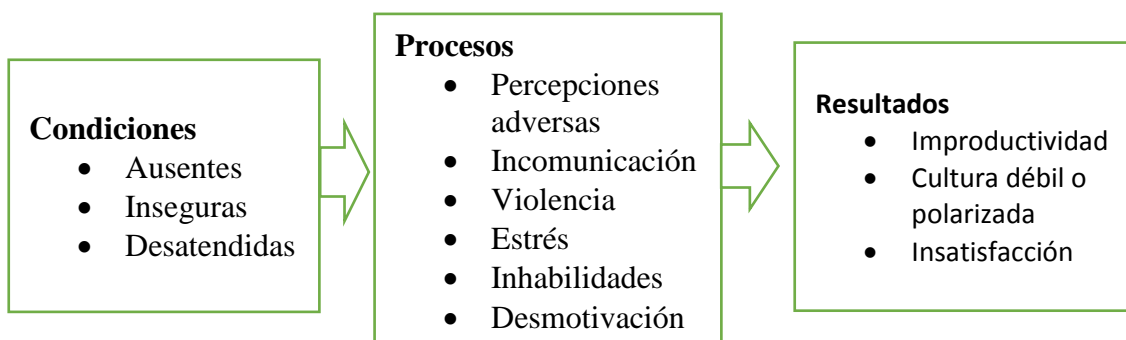 Condiciones
• Ausentes
• Inseguras
• Desatendidas
Procesos
• Percepciones
adversas
• Incomunicación
• Violencia
• Estrés
• Inhabilidades
• Desmotivación
Resultados
• Improductividad
• Cultura débil o
polarizada
• Insatisfacción